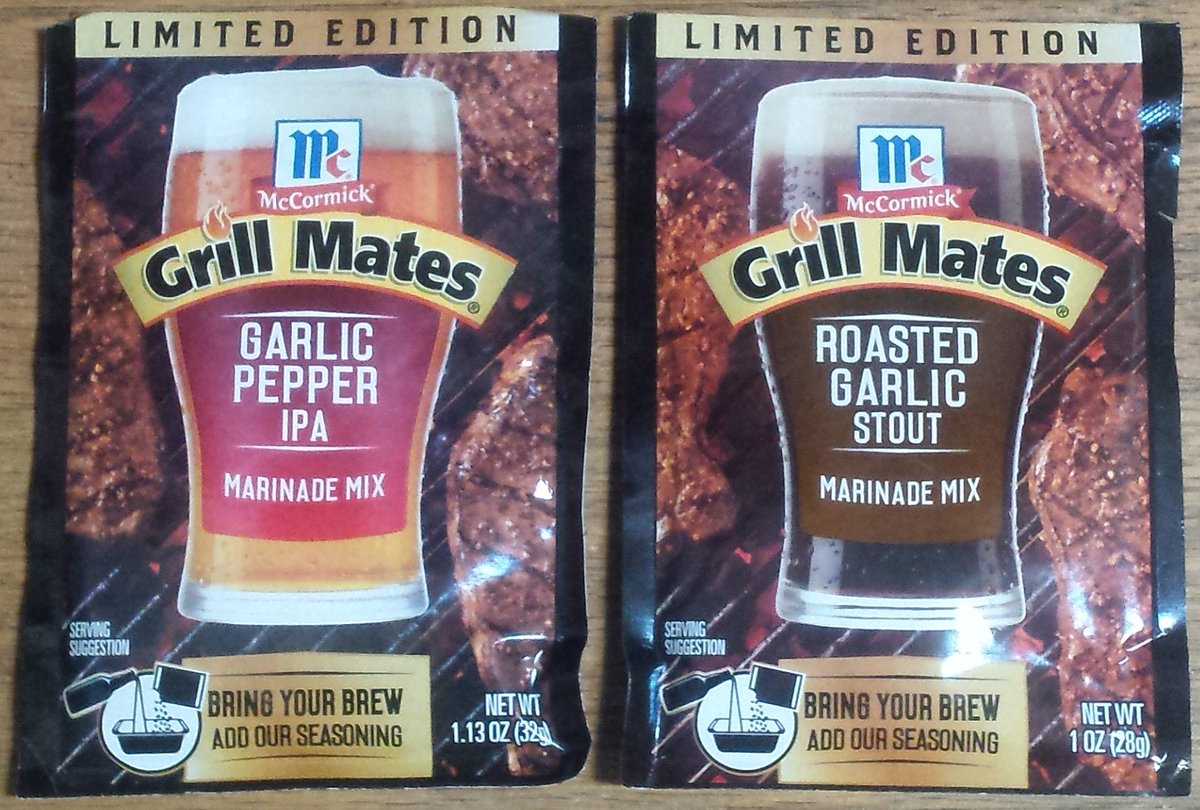 LIMITED EDITION
Mc
McCormick®
Grill Mates®
GARLIC
PEPPER
IPA
MARINADE MIX
SERVING
SUGGESTION
BRING YOUR BREW
ADD OUR SEASONING
NET WT
1.13 OZ (32g)
LIMITED EDITION
Mc
McCormick®
Grill Mates®
ROASTED
GARLIC
STOUT
MARINADE MIX
SERVING
SUGGESTION
BRING YOUR BREW
ADD OUR SEASONING
NET WT
1 OZ (28g)